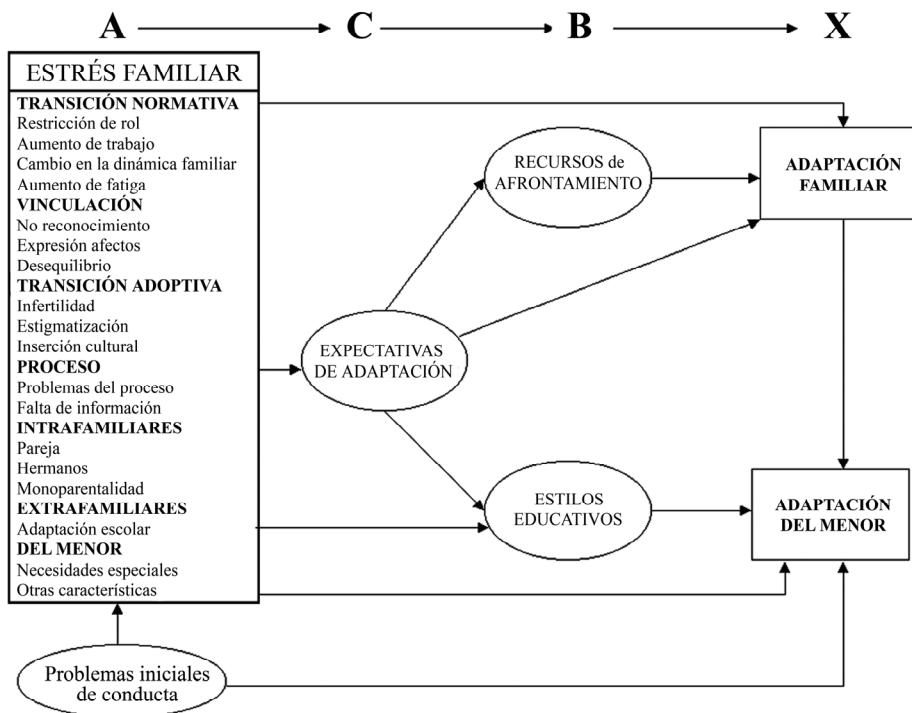 A C B X
ESTRÉS FAMILIAR
TRANSICIÓN NORMATIVA
Restricción de rol
Aumento de trabajo
Cambio en la dinámica familiar
Aumento de fatiga
VINCULACIÓN
No reconocimiento
Expresión afectos
Desequilibrio
TRANSICIÓN ADOPTIVA
Infertilidad
Estigmatización
Inserción cultural
PROCESO
Problemas del proceso
Falta de información
INTRAFAMILIARES
Pareja
Hermanos
Monoparentalidad
EXTRAFAMILIARES
Adaptación escolar
DEL MENOR
Necesidades especiales
Otras características
Problemas iniciales
de conducta
EXPECTATIVAS
DE ADAPTACIÓN
RECURSOS de
AFRONTAMIENTO
ESTILOS
EDUCATIVOS
ADAPTACIÓN
FAMILIAR
ADAPTACIÓN
DEL MENOR